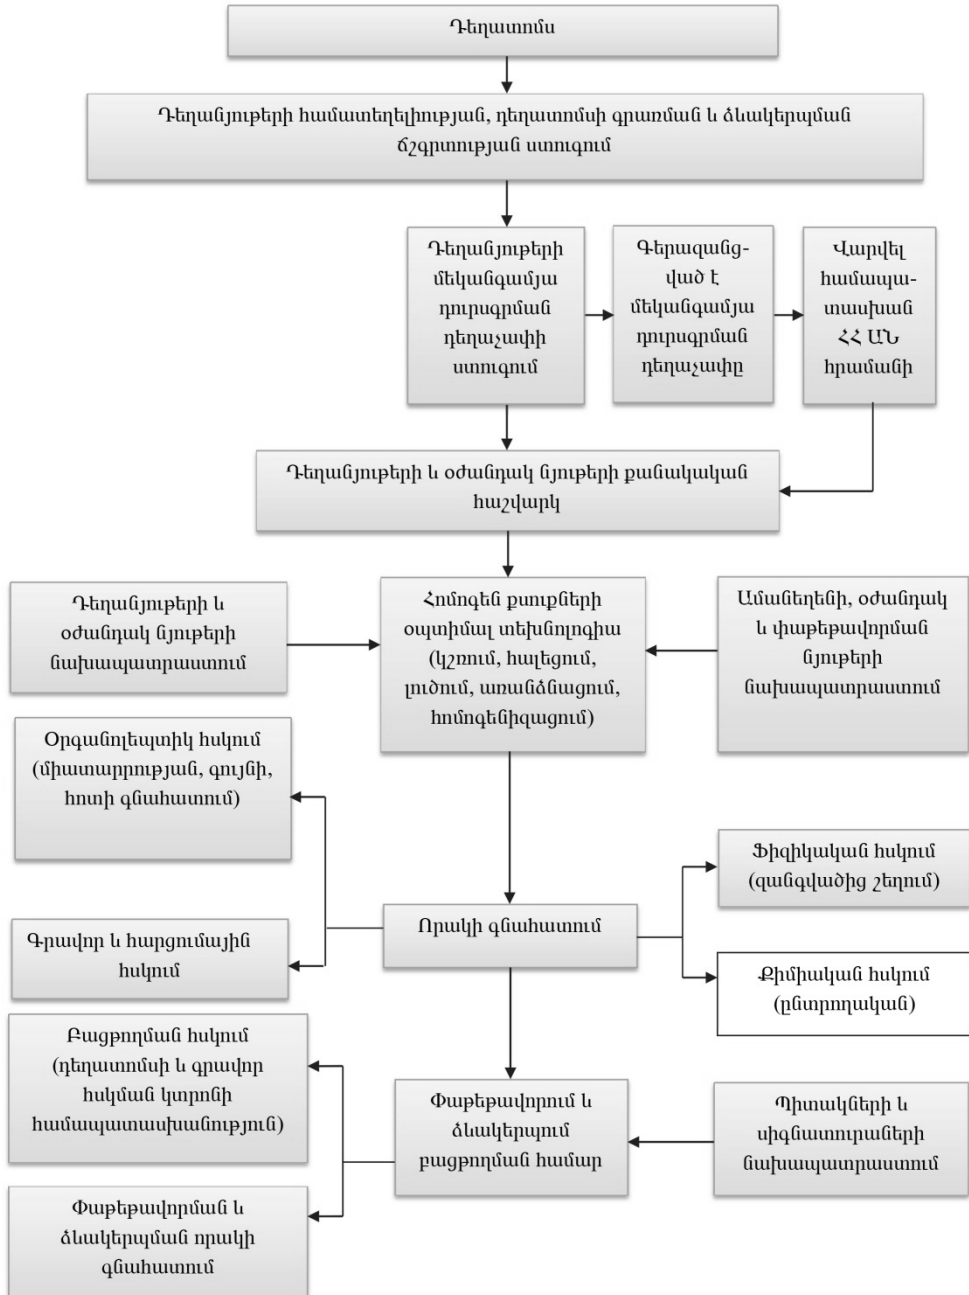 Դեղատոմս
Դեղանյութերի համատեղելիության, դեղատոմսի գրառման և ձևակերպման
ճշգրտության ստուգում
Դեղանյութերի
մեկանգամյա
դուրսգրման
դեղաչափի
ստուգում
Գերազանց-
ված է
մեկանգամյա
դուրսգրման
դեղաչափը
Վարվել
համապա-
տասխան
ՀՀ ԱՆ
հրամանի
Դեղանյութերի և օժանդակ նյութերի քանակական
հաշվարկ
Դեղանյութերի և
օժանդակ նյութերի
նախապատրաստում
Հոմոգեն քսուքների
օպտիմալ տեխնոլոգիա
(կշռում, հալեցում,
լուծում, առանձնացում,
հոմոգենիզացում)
Ամանեղենի, օժանդակ
և փաթեթավորման
նյութերի
նախապատրաստում
Օրգանոլեպտիկ հսկում
(միատարրության, գույնի,
հոտի գնահատում)
Ֆիզիկական հսկում
(զանգվածից շեղում)
Որակի գնահատում
Գրավոր և հարցումային
հսկում
Քիմիական հսկում
(ընտրողական)
Բացթողման հսկում
(դեղատոմսի և գրավոր
հսկման կտրոնի
համապատասխանություն)
Փաթեթավորում և
ձևակերպում
բացթողման համար
Պիտակների և
սիգնատուրաների
նախապատրաստում
Փաթեթավորման և
ձևակերպման որակի
գնահատում